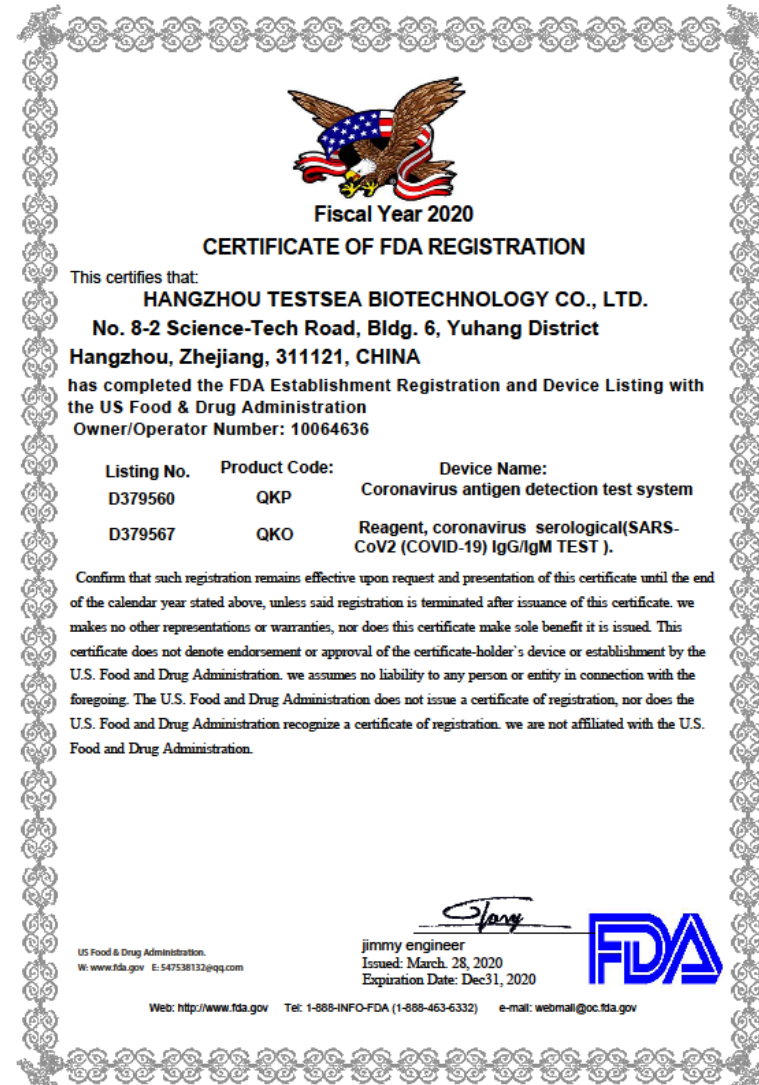 Fiscal Year 2020
CERTIFICATE OF FDA REGISTRATION
This certifies that:
HANGZHOU TESTSEA BIOTECHNOLOGY CO., LTD.
No. 8-2 Science-Tech Road, Bldg. 6, Yuhang District
Hangzhou, Zhejiang, 311121, CHINA
has completed the FDA Establishment Registration and Device Listing with
the US Food & Drug Administration
Owner/Operator Number: 10064636
Listing No. Product Code: Device Name:
D379560 QKP Coronavirus antigen detection test system
D379567 QKO Reagent, coronavirus serological(SARS-
CoV2 (COVID-19) IgG/IgM TEST ).
Confirm that such registration remains effective upon request and presentation of this certificate until the end
of the calendar year stated above, unless said registration is terminated after issuance of this certificate. we
makes no other representations or warranties, nor does this certificate make sole benefit it is issued. This
certificate does not denote endorsement or approval of the certificate-holder`s device or establishment by the
U.S. Food and Drug Administration. we assumes no liability to any person or entity in connection with the
foregoing. The U.S. Food and Drug Administration does not issue a certificate of registration, nor does the
U.S. Food and Drug Administration recognize a certificate of registration. we are not affiliated with the U.S.
Food and Drug Administration.
jimmy engineer
Issued: March. 28, 2020
Expiration Date: Dec31, 2020
FDA
US Food & Drug Administration.
W: www.fda.gov E: 547538132@qq.com
Web: http://www.fda.gov Tel: 1-888-INFO-FDA (1-888-463-6332) e-mail: webmail@oc.fda.gov